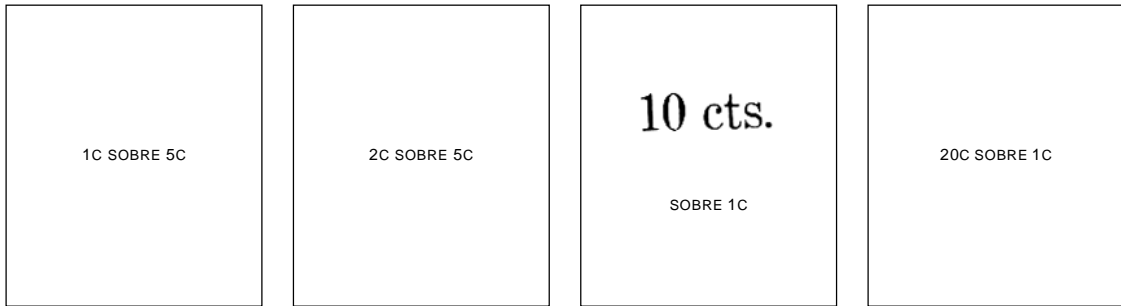 1C SOBRE 5C
2C SOBRE 5C
10 cts.
SOBRE 1C
20C SOBRE 1C